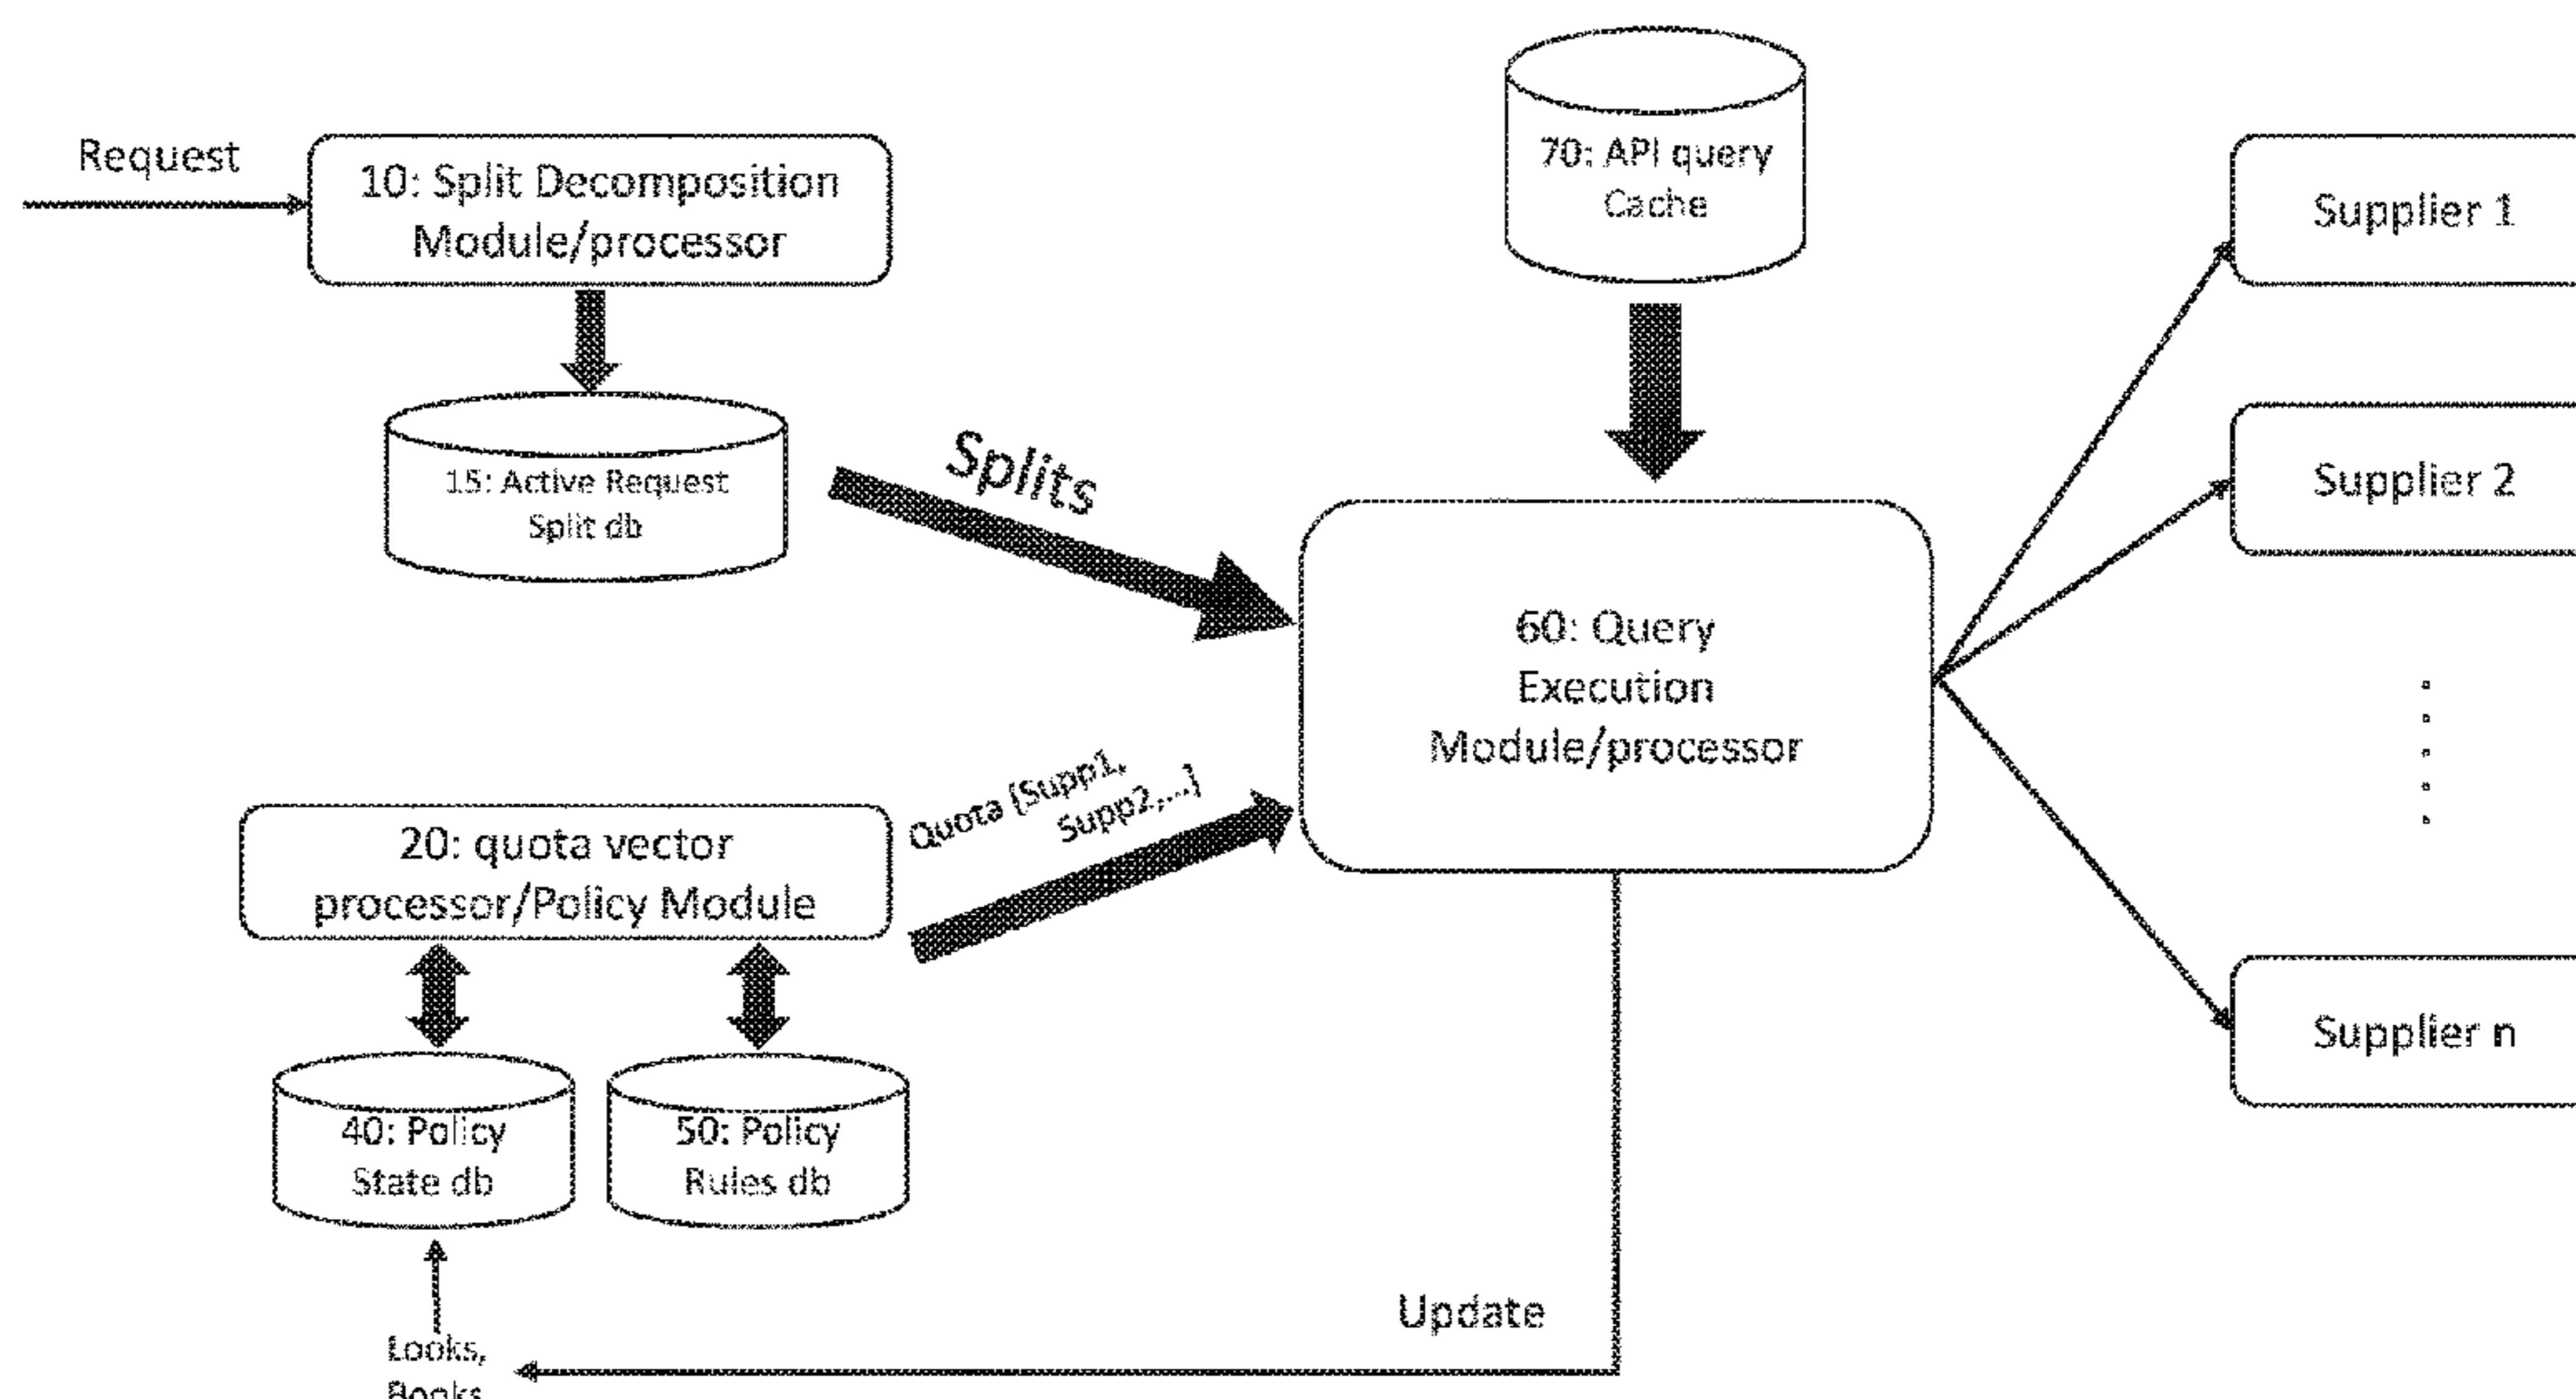 Request
10: Split Decomposition
Module/processor
15: Active Request
Split db
Splits
70: API query
Cache
60: Query
Execution
Module/processor
Supplier 1
Supplier 2
Supplier n
20: quota vector
processor/Policy Module
Quota (Supp1,
Supp2,...)
40: Policy
State db
50: Policy
Rules db
Update
Looks,
Books